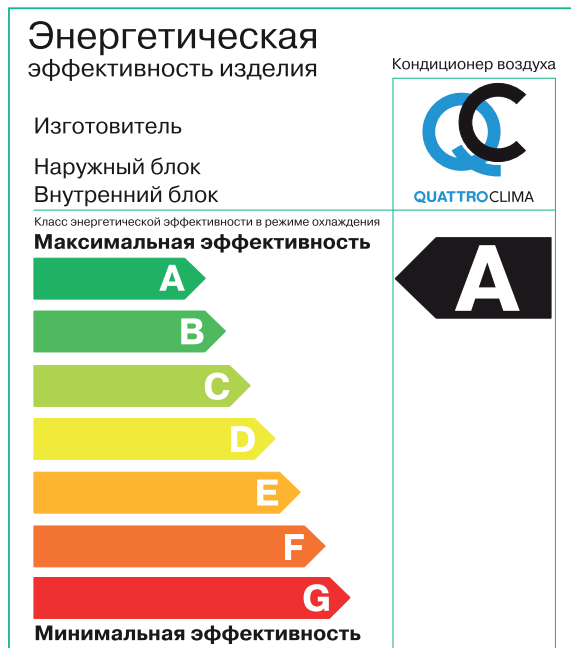 Энергетическая
эффективность изделия
Кондиционер воздуха
Изготовитель
QC
Наружный блок
Внутренний блок
QUATTROCLIMA
Класс энергетической эффективности в режиме охлаждения
Максимальная эффективность
A
A
B
C
D
E
F
G
Минимальная эффективность